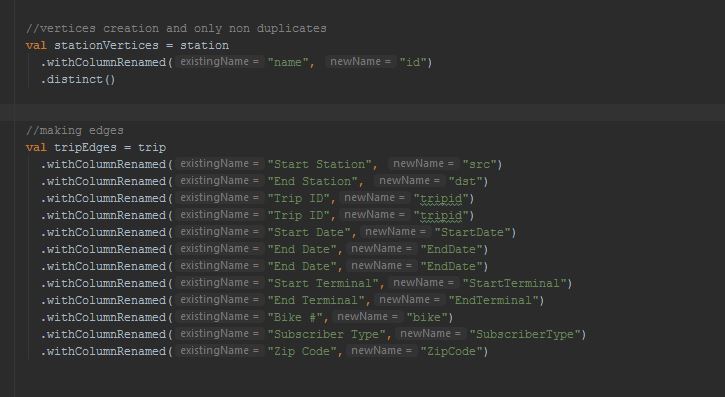 //vertices creation and only non duplicates
val stationVertices = station
.withColumnRenamed( existingName = "name", newName = "id")
.distinct()
//making edges
val tripEdges = trip
.withColumnRenamed( existingName = "Start Station", newName = "src")
.withColumnRenamed( existingName = "End Station", newName = "dst")
.withColumnRenamed( existingName = "Trip ID", newName = "tripid")
.withColumnRenamed( existingName = "Trip ID", newName = "tripid")
.withColumnRenamed( existingName = "Start Date", newName = "StartDate")
.withColumnRenamed( existingName = "End Date", newName = "EndDate")
.withColumnRenamed( existingName = "End Date", newName = "EndDate")
.withColumnRenamed( existingName = "Start Terminal", newName = "StartTerminal")
.withColumnRenamed( existingName = "End Terminal", newName = "EndTerminal")
.withColumnRenamed( existingName = "Bike #", newName = "bike")
.withColumnRenamed( existingName = "Subscriber Type", newName = "SubscriberType")
.withColumnRenamed( existingName = "Zip Code", newName = "ZipCode")